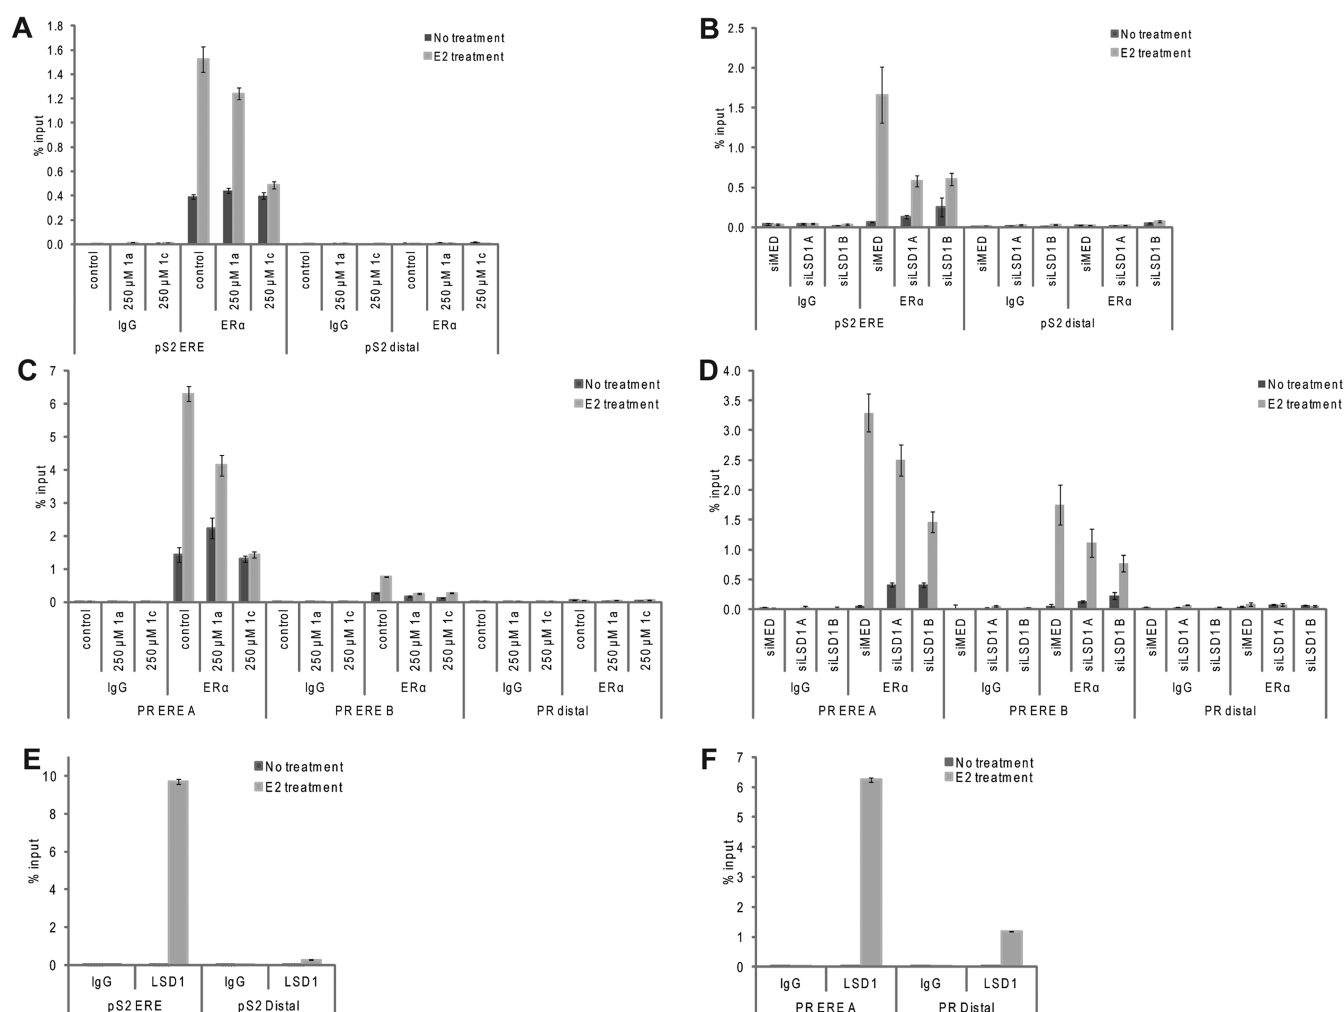 A
1.8
1.6
1.4
1.2
1.0
0.8
0.6
0.4
0.2
0.0
% input
No treatment
E2 treatment
control
250 µM 1a
250 µM 1c
control
250 µM 1a
250 µM 1c
control
250 µM 1a
250 µM 1c
control
250 µM 1a
250 µM 1c
IgG
ERα
IgG
ERα
pS2 ERE
pS2 distal
B
2.5
2.0
1.5
1.0
0.5
0.0
% input
No treatment
E2 treatment
siMED
siLSD1 A
siLSD1 B
siMED
siLSD1 A
siLSD1 B
siMED
siLSD1 A
siLSD1 B
siMED
siLSD1 A
siLSD1 B
IgG
ERα
IgG
ERα
pS2 ERE
pS2 distal
C
7
6
5
4
3
2
1
0
% input
No treatment
E2 treatment
control
250 µM 1a
250 µM 1c
control
250 µM 1a
250 µM 1c
control
250 µM 1a
250 µM 1c
control
250 µM 1a
250 µM 1c
control
250 µM 1a
250 µM 1c
control
250 µM 1a
250 µM 1c
IgG
ERα
IgG
ERα
IgG
ERα
PR ERE A
PR ERE B
PR distal
D
4.0
3.5
3.0
2.5
2.0
1.5
1.0
0.5
0.0
% input
No treatment
E2 treatment
siMED
siLSD1 A
siLSD1 B
siMED
siLSD1 A
siLSD1 B
siMED
siLSD1 A
siLSD1 B
siMED
siLSD1 A
siLSD1 B
siMED
siLSD1 A
siLSD1 B
siMED
siLSD1 A
siLSD1 B
IgG
ERα
IgG
ERα
IgG
ERα
PR ERE A
PR ERE B
PR distal
E
10
8
6
4
2
0
% input
No treatment
E2 treatment
IgG
LSD1
IgG
LSD1
pS2 ERE
pS2 Distal
F
7
6
5
4
3
2
1
0
% input
No treatment
E2 treatment
IgG
LSD1
IgG
LSD1
PR ERE A
PR Distal